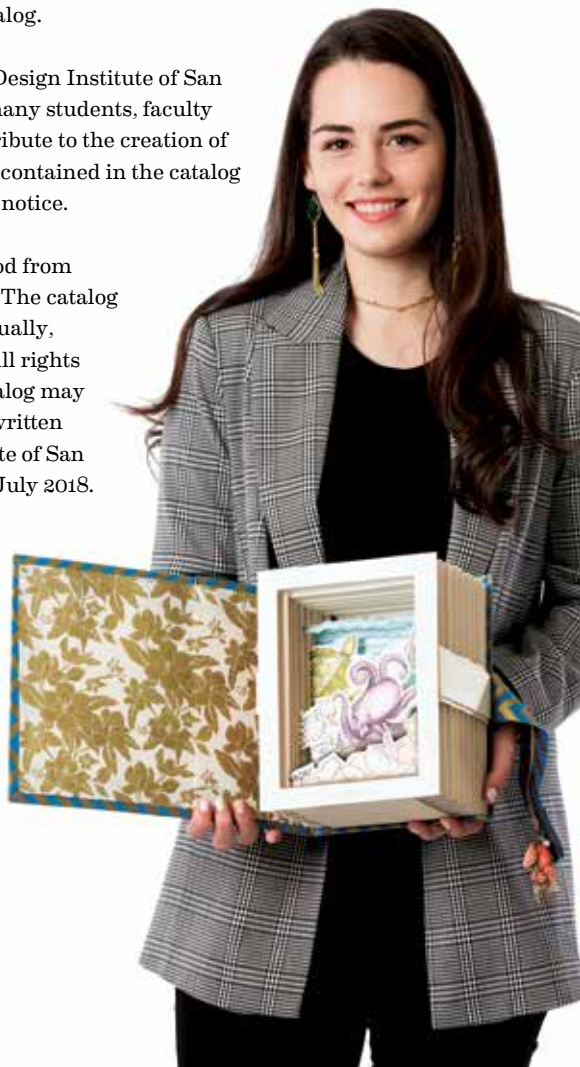 alog.
Design Institute of San
many students, faculty
ribute to the creation of
contained in the catalog
notice.
od from
The catalog
ually,
ll rights
alog may
written
te of San
July 2018.